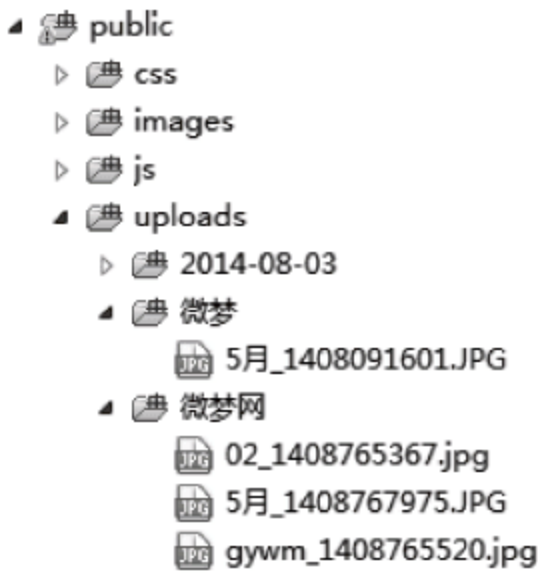 public
css
images
js
uploads
2014-08-03
微梦
5月_1408091601.JPG
微梦网
02_1408765367.jpg
5月_1408767975.JPG
gywm_1408765520.jpg